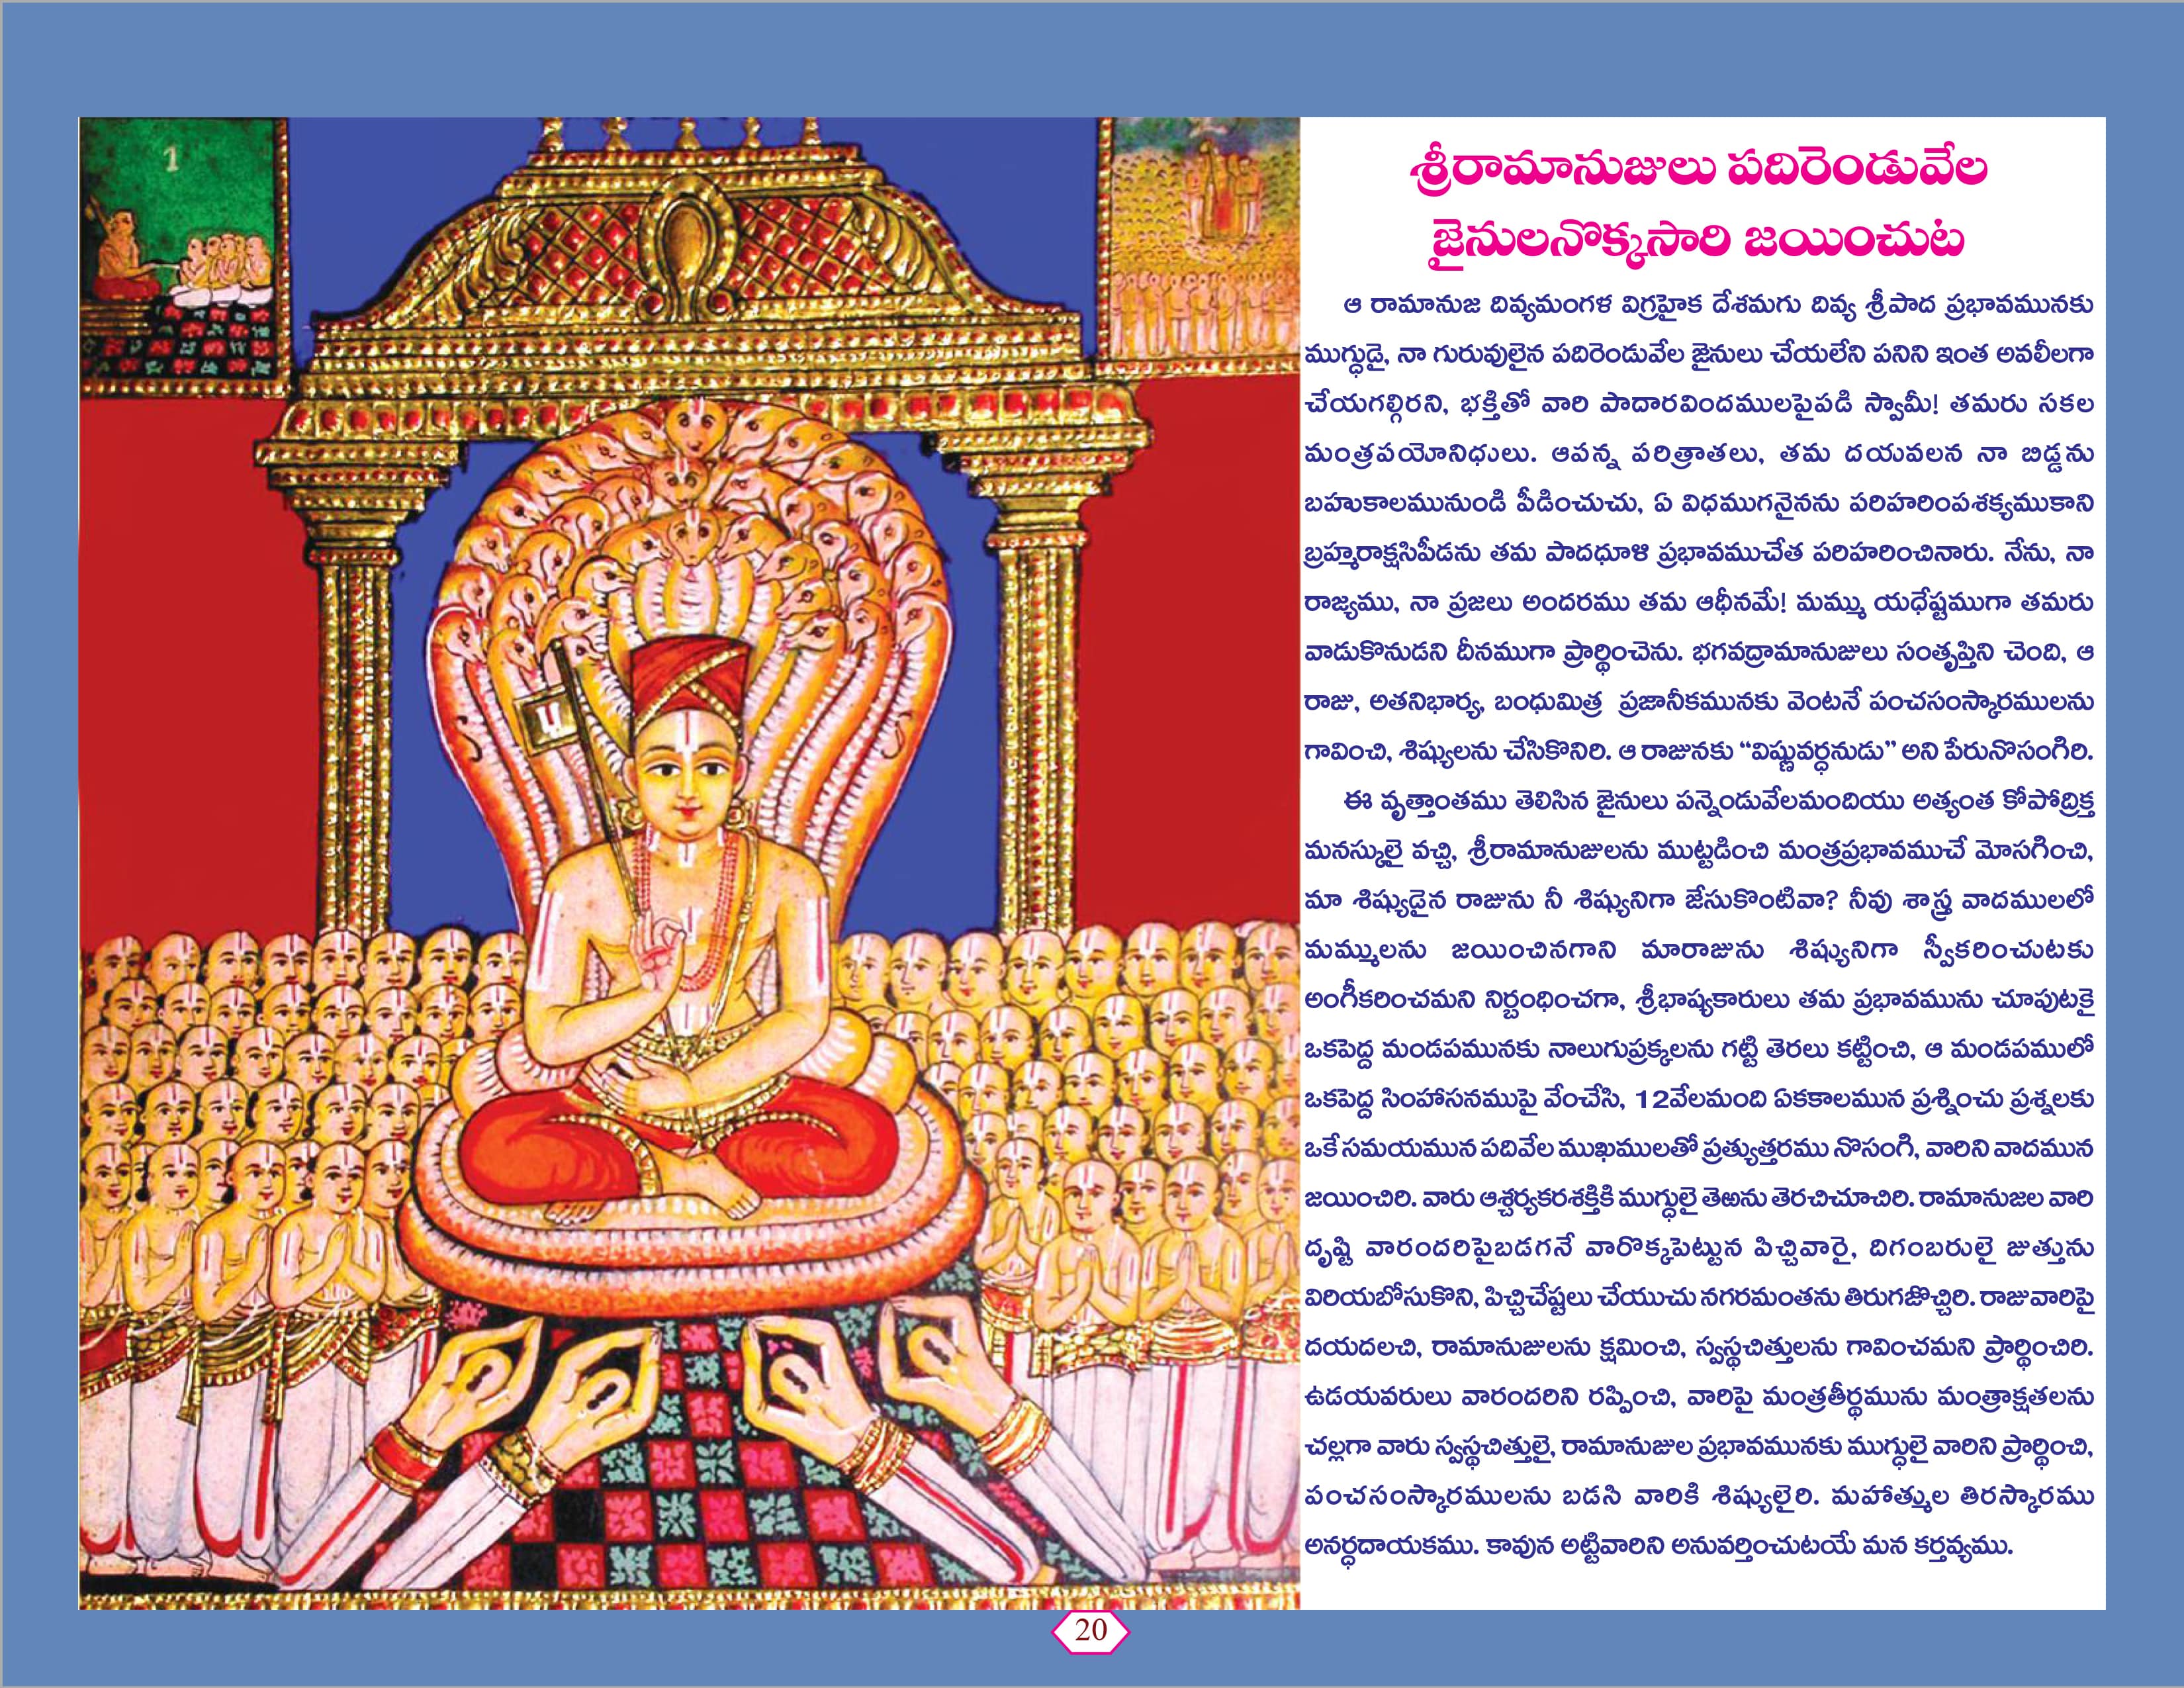 1
శ్రీరామానుజులు పదిరెండువేల
జైనులనొక్కసారి జయించుట
ఆ రామానుజ దివ్యమంగళ విగ్రహైక దేశమగు దివ్య శ్రీపాద ప్రభావమునకు
ముగ్ధుడై, నా గురువులైన పదిరెండువేల జైనులు చేయలేని పనిని ఇంత అవలీలగా
చేయగల్గిరని, భక్తితో వారి పాదారవిందములపైపడి స్వామీ! తమరు సకల
మంత్రపయోనిధులు. ఆపన్న పరిత్రాతలు, తమ దయవలన నా బిడ్డను
బహుకాలమునుండి పీడించుచు, ఏ విధముగనైనను పరిహరింపశక్యముకాని
బ్రహ్మరాక్షసిపీడను తమ పాదధూళి ప్రభావముచేత పరిహరించినారు. నేను, నా
రాజ్యము, నా ప్రజలు అందరము తమ ఆధీనమే! మమ్ము యధేష్టముగా తమరు
వాడుకొనుడని దీనముగా ప్రార్థించెను. భగవద్రామానుజులు సంతృప్తిని చెంది, ఆ
రాజు, అతనిభార్య, బంధుమిత్ర ప్రజానీకమునకు వెంటనే పంచసంస్కారములను
గావించి, శిష్యులను చేసికొనిరి. ఆ రాజునకు “విష్ణువర్ధనుడు” అని పేరునొసంగిరి.
ఈ వృత్తాంతము తెలిసిన జైనులు పన్నెండువేలమందియు అత్యంత కోపోద్రిక్త
మనస్కులై వచ్చి, శ్రీరామానుజులను ముట్టడించి మంత్రప్రభావముచే మోసగించి,
మా శిష్యుడైన రాజును నీ శిష్యునిగా జేసుకొంటివా? నీవు శాస్త్ర వాదములలో
మమ్ములను జయించినగాని మారాజును శిష్యునిగా స్వీకరించుటకు
అంగీకరించమని నిర్బంధించగా, శ్రీభాష్యకారులు తమ ప్రభావమును చూపుటకై
ఒకపెద్ద మండపమునకు నాలుగుప్రక్కలను గట్టి తెరలు కట్టించి, ఆ మండపములో
ఒకపెద్ద సింహాసనముపై వేంచేసి, 12వేలమంది ఏకకాలమున ప్రశ్నించు ప్రశ్నలకు
ఒకే సమయమున పదివేల ముఖములతో ప్రత్యుత్తరము నొసంగి, వారిని వాదమున
జయించిరి. వారు ఆశ్చర్యకరశక్తికి ముగ్ధులై తెఱను తెరచిచూచిరి. రామానుజల వారి
దృష్టి వారందరిపైబడగనే వారొక్కపెట్టున పిచ్చివారై, దిగంబరులై జుత్తును
విరియబోసుకొని, పిచ్చిచేష్టలు చేయుచు నగరమంతను తిరుగజొచ్చిరి. రాజువారిపై
దయదలచి, రామానుజులను క్షమించి, స్వస్థచిత్తులను గావించమని ప్రార్థించిరి.
ఉడయవరులు వారందరిని రప్పించి, వారిపై మంత్రతీర్థమును మంత్రాక్షతలను
చల్లగా వారు స్వస్థచిత్తులై, రామానుజుల ప్రభావమునకు ముగ్ధులై వారిని ప్రార్థించి,
పంచసంస్కారములను బడసి వారికి శిష్యులైరి. మహాత్ముల తిరస్కారము
అనర్ధదాయకము. కావున అట్టివారిని అనువర్తించుటయే మన కర్తవ్యము.
20